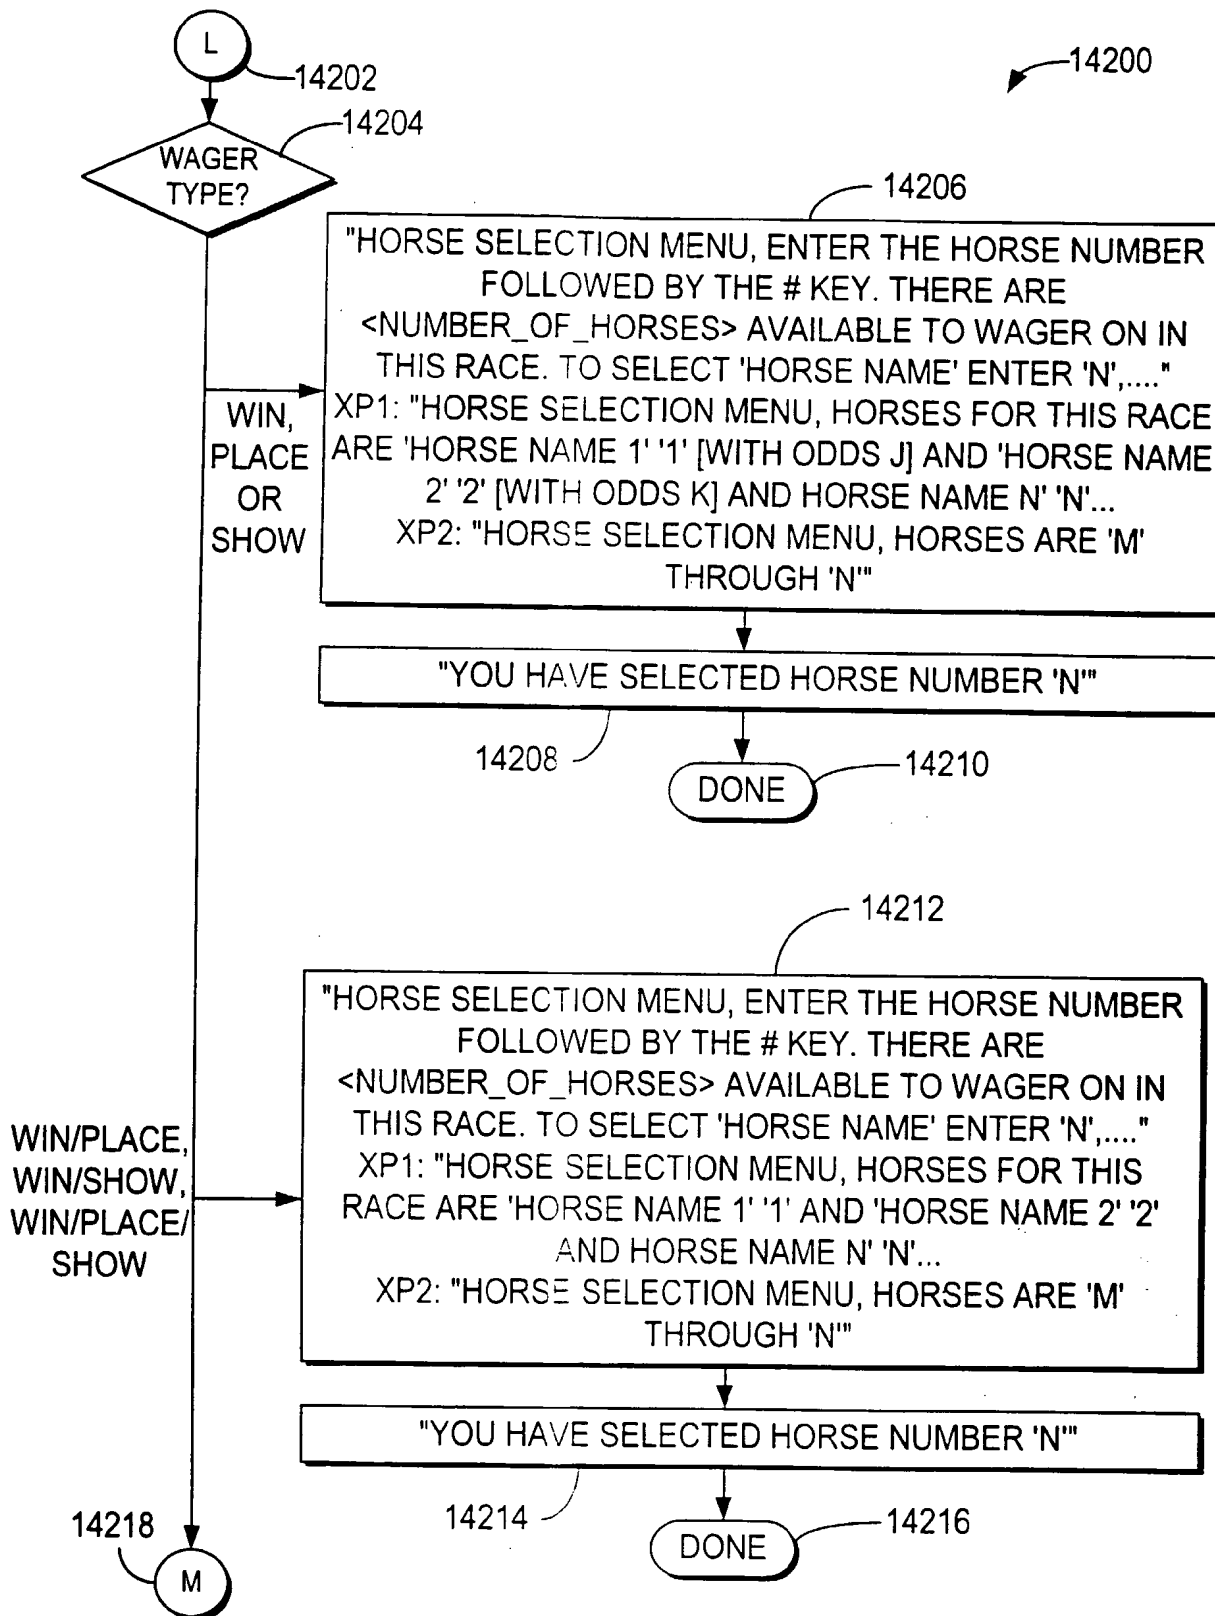 L
14202
14200
14204
WAGER
TYPE?
14206
"HORSE SELECTION MENU, ENTER THE HORSE NUMBER
FOLLOWED BY THE # KEY. THERE ARE
<NUMBER_OF_HORSES> AVAILABLE TO WAGER ON IN
THIS RACE. TO SELECT 'HORSE NAME' ENTER 'N',...."
XP1: "HORSE SELECTION MENU, HORSES FOR THIS RACE
ARE 'HORSE NAME 1' '1' [WITH ODDS J] AND 'HORSE NAME
2' '2' [WITH ODDS K] AND HORSE NAME N' 'N'...
XP2: "HORSE SELECTION MENU, HORSES ARE 'M'
THROUGH 'N'"
WIN,
PLACE
OR
SHOW
"YOU HAVE SELECTED HORSE NUMBER 'N'"
14208
14210
DONE
14212
"HORSE SELECTION MENU, ENTER THE HORSE NUMBER
FOLLOWED BY THE # KEY. THERE ARE
<NUMBER_OF_HORSES> AVAILABLE TO WAGER ON IN
THIS RACE. TO SELECT 'HORSE NAME' ENTER 'N',...."
XP1: "HORSE SELECTION MENU, HORSES FOR THIS
RACE ARE 'HORSE NAME 1' '1' AND 'HORSE NAME 2' '2'
AND HORSE NAME N' 'N'...
XP2: "HORSE SELECTION MENU, HORSES ARE 'M'
THROUGH 'N'"
WIN/PLACE,
WIN/SHOW,
WIN/PLACE/
SHOW
"YOU HAVE SELECTED HORSE NUMBER 'N'"
14214
14216
DONE
14218
M